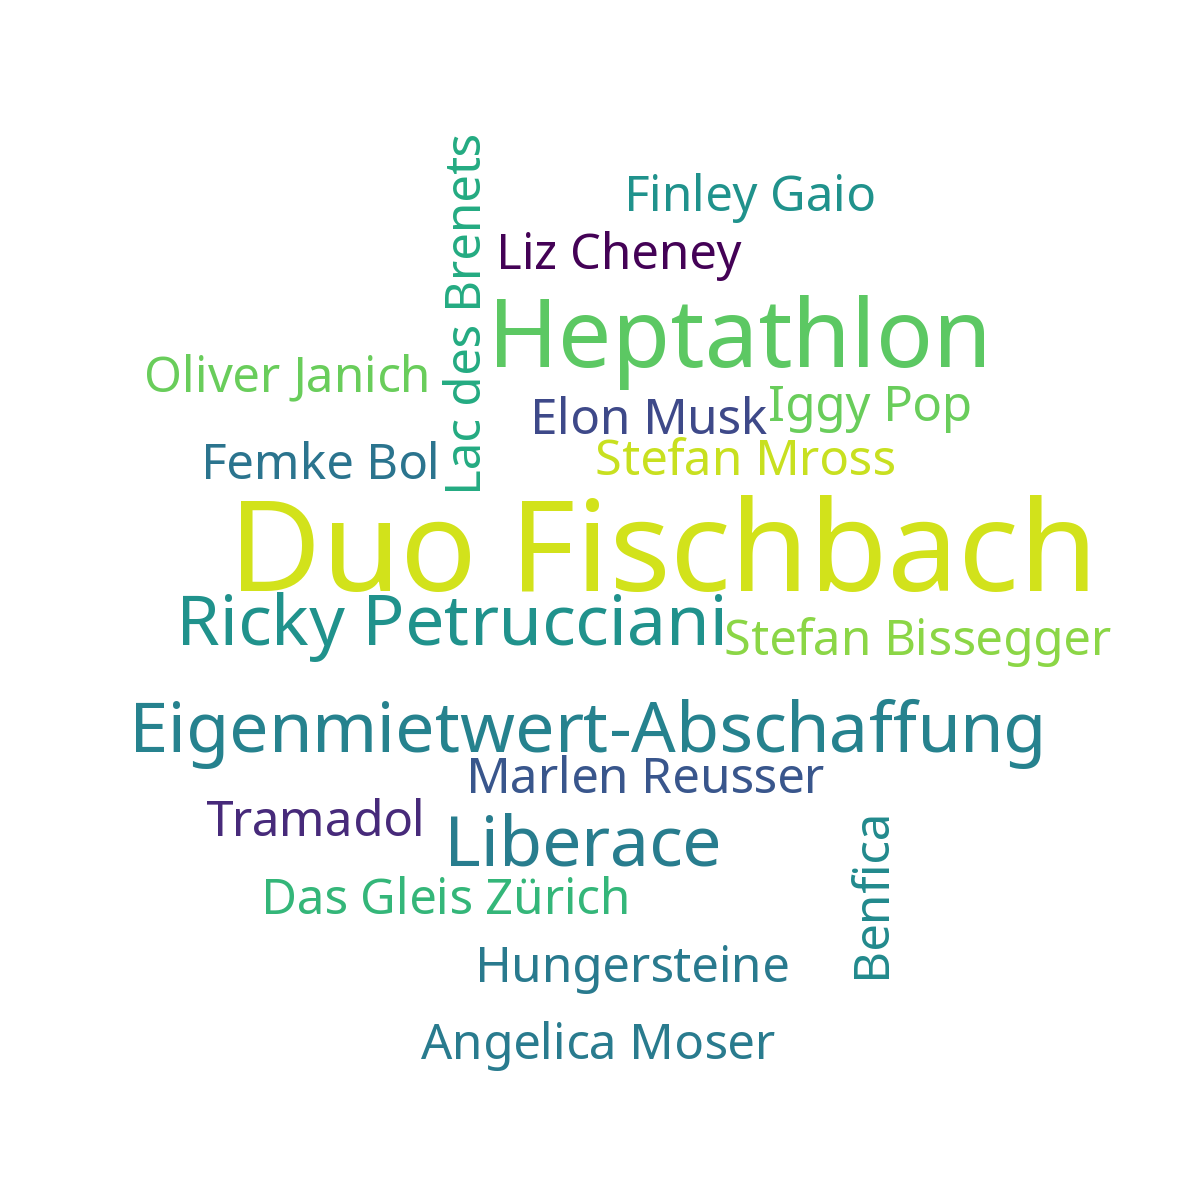 Lac des Brenets
Finley Gaio
Liz Cheney
Heptathlon
Oliver Janich
Iggy Pop
Elon Musk
Femke Bol
Stefan Mross
Duo Fischbach
Ricky Petrucciani
Stefan Bissegger
Eigenmietwert-Abschaffung
Marlen Reusser
Tramadol
Liberace
Benfica
Das Gleis Zürich
Hungersteine
Angelica Moser